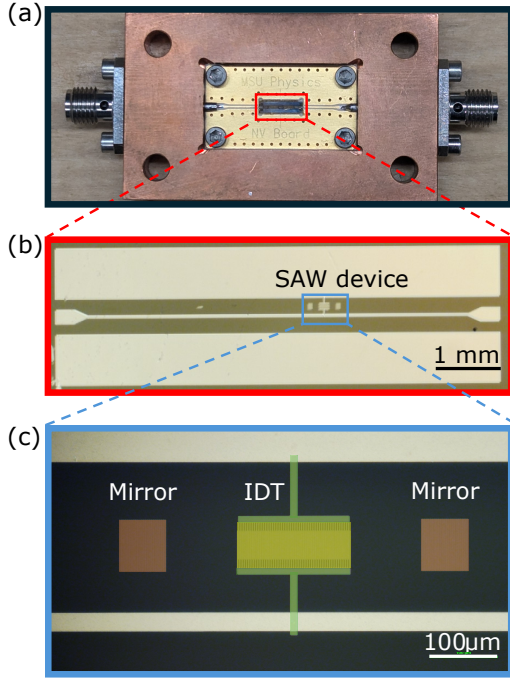 (a)
MSU Physics
NV Board
(b)
SAW device
1 mm
(c)
Mirror
IDT
Mirror
100μm